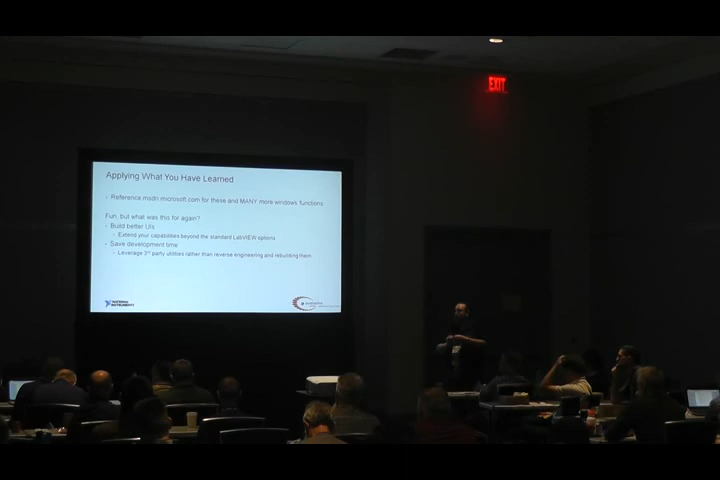 EXIT
Applying What You Have Learned
- Reference msdn.microsoft.com for these and MANY more windows functions
Fun, but what was this for again?
- Build better UIs
- Extend your capabilities beyond the standard LabVIEW options
- Save development time
- Leverage 3rd party utilities rather than reverse engineering and rebuilding them
NATIONAL
INSTRUMENTS